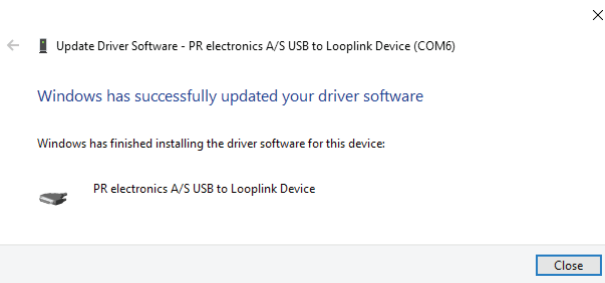 Update Driver Software - PR electronics A/S USB to Looplink Device (COM6)
Windows has successfully updated your driver software
Windows has finished installing the driver software for this device:
PR electronics A/S USB to Looplink Device
Close